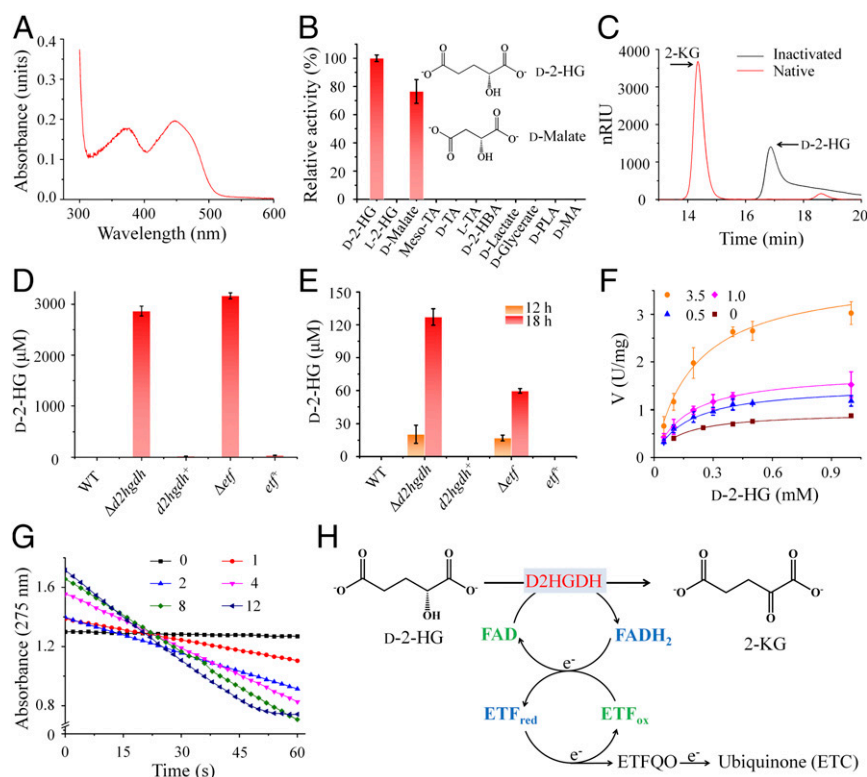 A
Absorbance (units)
0.4
0.3
0.2
0.1
0.0
300 400 500 600
Wavelength (nm)
B
Relative activity (%)
120
100
80
60
40
20
0
O O
-O O-
OH
D-2-HG
O
-O O-
OH O
D-Malate
D-2-HG
L-2-HG
D-Malate
Meso-TA
D-TA
L-TA
D-2-HBA
D-Lactate
D-Glycerate
D-PLA
D-MA
C
nRIU
4000
3000
2000
1000
0
2-KG
Inactivated
Native
D-2-HG
14 16 18 20
Time (min)
D
D-2-HG (μM)
3000
2000
1000
0
WT
Δd2hgdh
d2hgdh+
Δetf
etf+
E
D-2-HG (μM)
150
120
90
60
30
0
12 h
18 h
WT
Δd2hgdh
d2hgdh+
Δetf
etf+
F
V (U/mg)
3
2
1
0
3.5 1.0
0.5 0
0.0 0.3 0.6 0.9
D-2-HG (mM)
G
Absorbance (275 nm)
1.6
1.2
0.8
0 1
2 4
8 12
0 15 30 45 60
Time (s)
H
O O
-O O-
OH
D-2-HG
D2HGDH
O O
-O O-
O
2-KG
FAD
FADH2
e-
ETFred
ETFox
e-
ETFQO
e-
Ubiquinone (ETC)